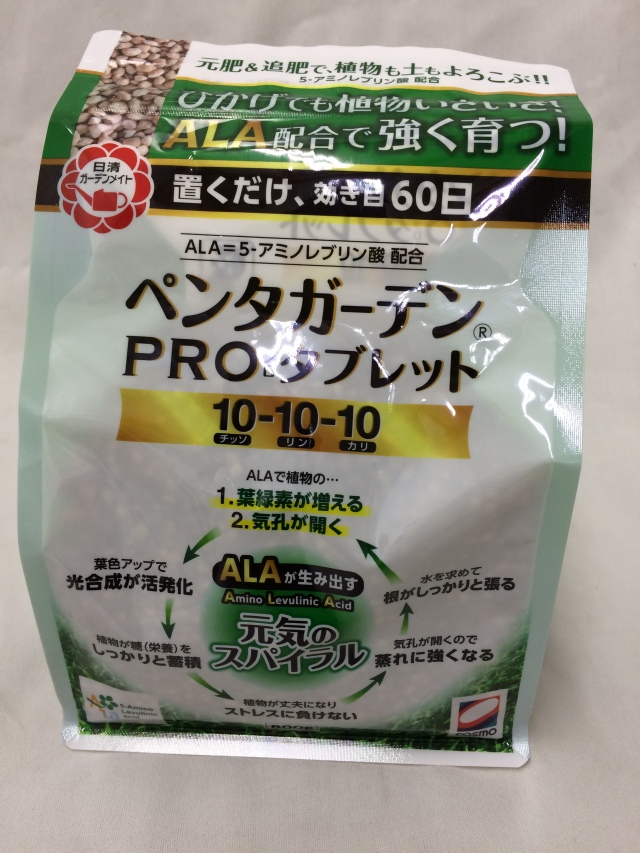 元肥&追肥で、植物も土もよろこぶ!!
5-アミノレブリン酸 配合
ひかげでも植物いきいき!
ALA配合で強く育つ!
日清
ガーデンメイト
置くだけ、効き目60日
ALA=5-アミノレブリン酸 配合
ペンタガーデン®
PRO タブレット
10-10-10
チッソ リン カリ
ALAで植物の…
1.葉緑素が増える
2.気孔が開く
葉色アップで
光合成が活発化
植物が糖(栄養)を
しっかりと蓄積
植物が丈夫になり
ストレスに負けない
気孔が開くので
蒸れに強くなる
水を求めて
根がしっかりと張る
ALAが生み出す
Amino Levulinic Acid
元気の
スパイラル
5-Amino
Levulinic
Acid
ALA
COSMO